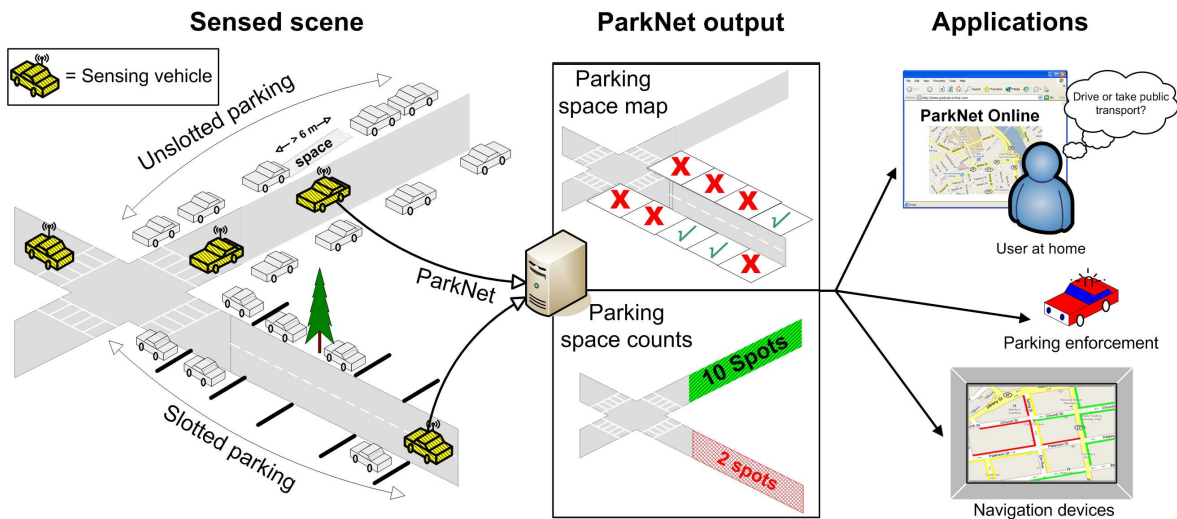 Sensed scene
= Sensing vehicle
Unslotted parking
< > 6 m >
space
ParkNet
Slotted parking
ParkNet output
Parking
space map
X X X X
X X ✓ ✓ ✓ X
Parking
space counts
10 Spots
2 spots
Applications
ParkNet Online
Drive or take public
transport?
User at home
Parking enforcement
Navigation devices